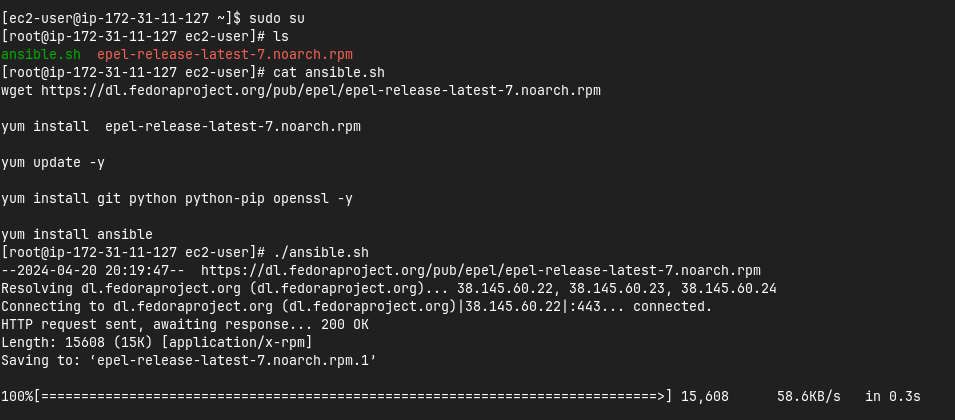 [ec2-user@ip-172-31-11-127 ~]$ sudo su
[root@ip-172-31-11-127 ec2-user]# ls
ansible.sh  epel-release-latest-7.noarch.rpm
[root@ip-172-31-11-127 ec2-user]# cat ansible.sh
wget https://dl.fedoraproject.org/pub/epel/epel-release-latest-7.noarch.rpm
yum install  epel-release-latest-7.noarch.rpm
yum update -y
yum install git python python-pip openssl -y
yum install ansible
[root@ip-172-31-11-127 ec2-user]# ./ansible.sh
--2024-04-20 20:19:47--  https://dl.fedoraproject.org/pub/epel/epel-release-latest-7.noarch.rpm
Resolving dl.fedoraproject.org (dl.fedoraproject.org)... 38.145.60.22, 38.145.60.23, 38.145.60.24
Connecting to dl.fedoraproject.org (dl.fedoraproject.org)|38.145.60.22|:443... connected.
HTTP request sent, awaiting response... 200 OK
Length: 15608 (15K) [application/x-rpm]
Saving to: ‘epel-release-latest-7.noarch.rpm.1’
100%[=============================================================================>] 15,608      58.6KB/s   in 0.3s